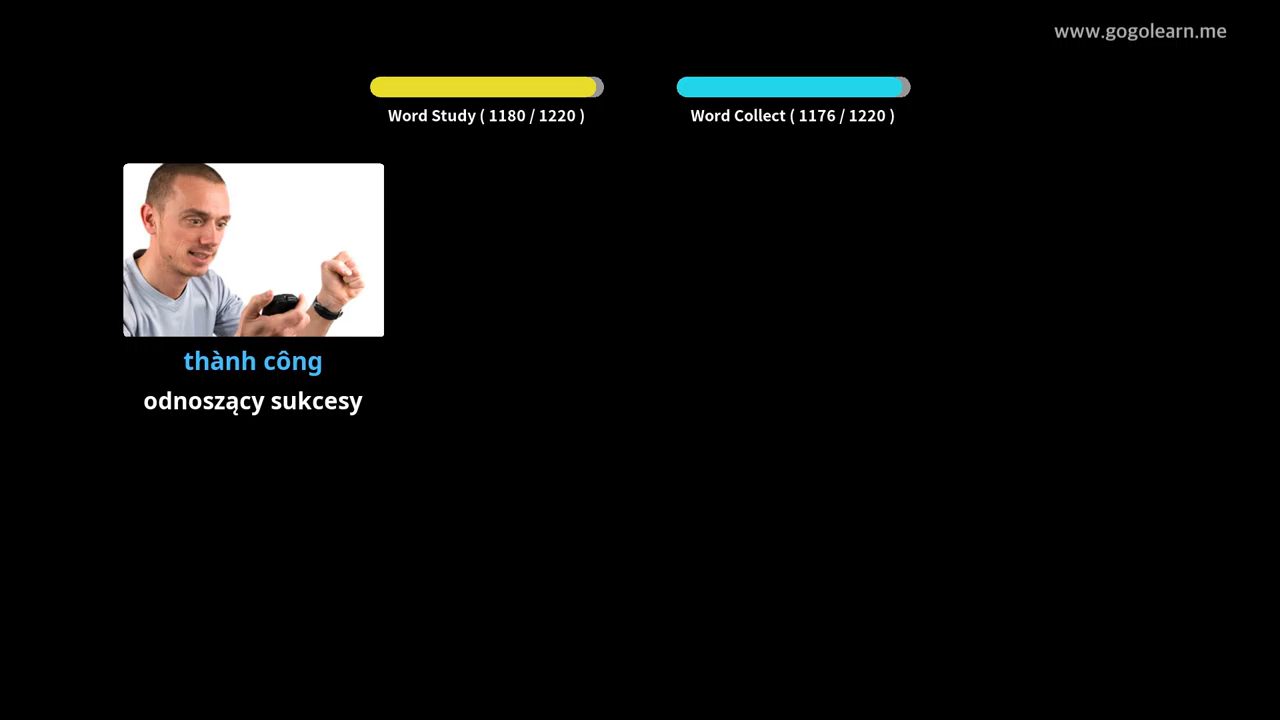 www.gogolearn.me
Word Study ( 1180 / 1220 )
Word Collect ( 1176 / 1220 )
thành công
odnoszący sukcesy